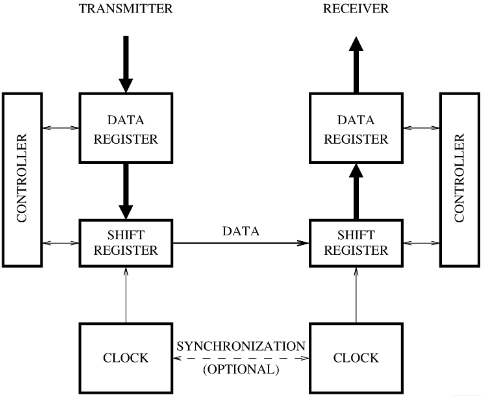 TRANSMITTER
RECEIVER
DATA
REGISTER
DATA
REGISTER
CONTROLLER
CONTROLLER
SHIFT
REGISTER
DATA
SHIFT
REGISTER
CLOCK
SYNCHRONIZATION
(OPTIONAL)
CLOCK